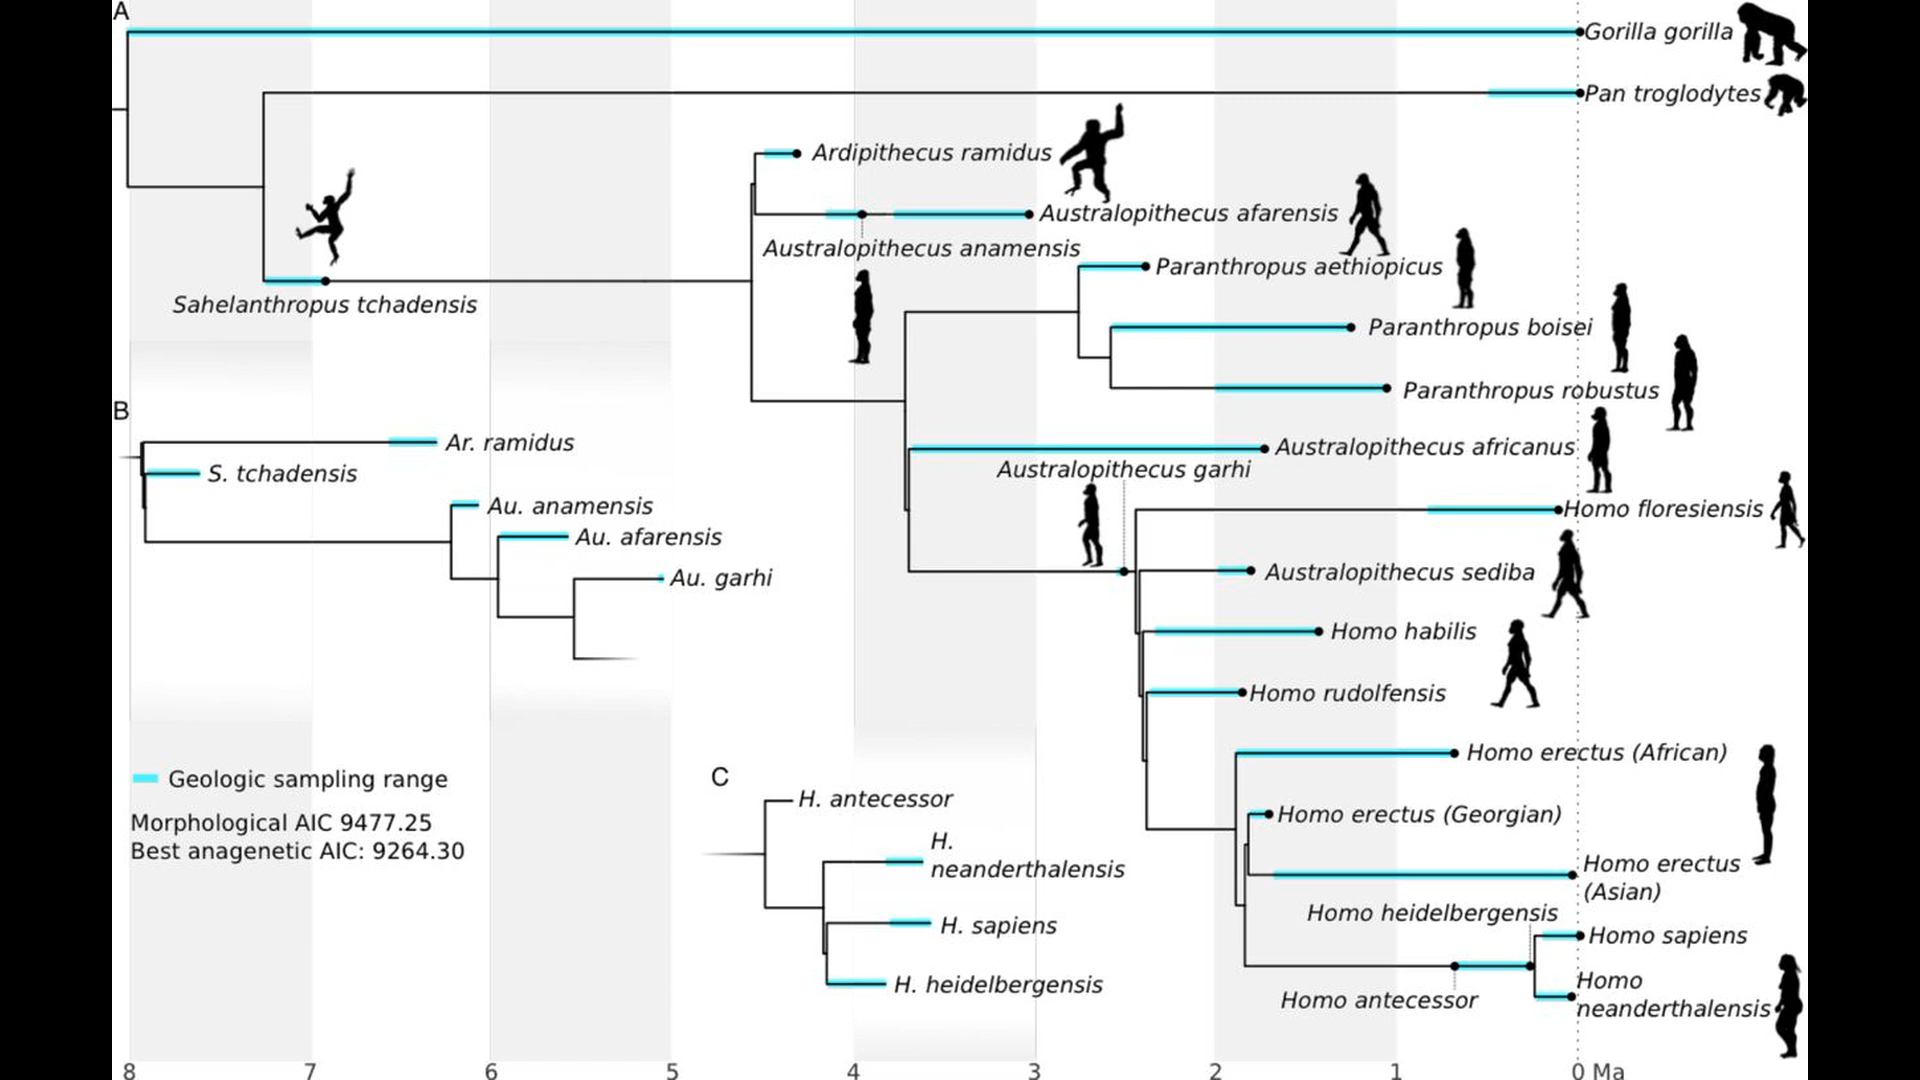 A
Gorilla gorilla
Pan troglodytes
Ardipithecus ramidus
Australopithecus afarensis
Australopithecus anamensis
Paranthropus aethiopicus
Sahelanthropus tchadensis
Paranthropus boisei
Paranthropus robustus
B
Ar. ramidus
S. tchadensis
Au. anamensis
Au. afarensis
Au. garhi
Australopithecus africanus
Australopithecus garhi
Homo floresiensis
Australopithecus sediba
Homo habilis
Homo rudolfensis
Homo erectus (African)
Homo erectus (Georgian)
Homo erectus
(Asian)
Homo heidelbergensis
Homo sapiens
Homo
neanderthalensis
Homo antecessor
Geologic sampling range
Morphological AIC 9477.25
Best anagenetic AIC: 9264.30
C
H. antecessor
H.
neanderthalensis
H. sapiens
H. heidelbergensis
8 7 6 5 4 3 2 1 0 Ma